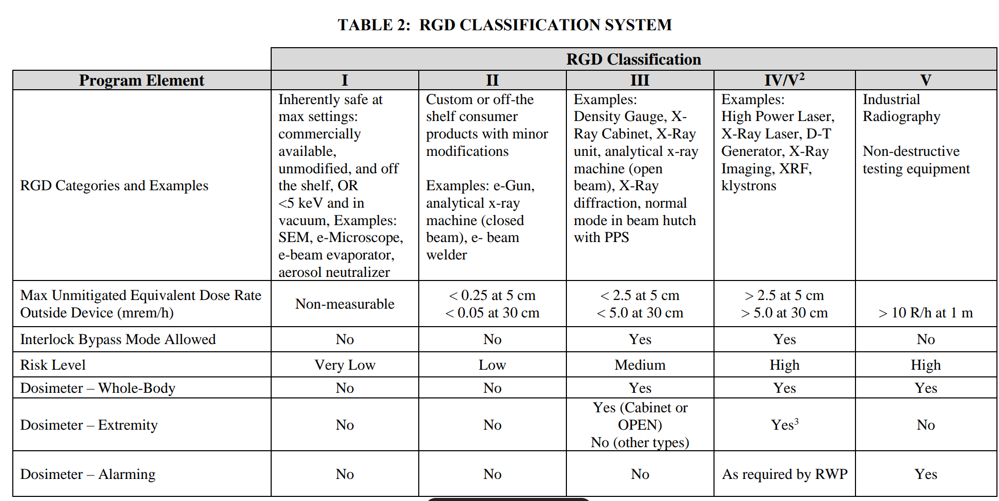 TABLE 2: RGD CLASSIFICATION SYSTEM
RGD Classification
Program Element
I
II
III
IV/V²
V
RGD Categories and Examples
Inherently safe at
max settings:
commercially
available,
unmodified, and off
the shelf, OR
<5 keV and in
vacuum, Examples:
SEM, e-Microscope,
e-beam evaporator,
aerosol neutralizer
Custom or off-the
shelf consumer
products with minor
modifications
Examples: e-Gun,
analytical x-ray
machine (closed
beam), e- beam
welder
Examples:
Density Gauge, X-
Ray Cabinet, X-Ray
unit, analytical x-ray
machine (open
beam), X-Ray
diffraction, normal
mode in beam hutch
with PPS
Examples:
High Power Laser,
X-Ray Laser, D-T
Generator, X-Ray
Imaging, XRF,
klystrons
Industrial
Radiography
Non-destructive
testing equipment
Max Unmitigated Equivalent Dose Rate
Outside Device (mrem/h)
Non-measurable
< 0.25 at 5 cm
< 0.05 at 30 cm
< 2.5 at 5 cm
< 5.0 at 30 cm
> 2.5 at 5 cm
> 5.0 at 30 cm
> 10 R/h at 1 m
Interlock Bypass Mode Allowed
No
No
Yes
Yes
No
Risk Level
Very Low
Low
Medium
High
High
Dosimeter – Whole-Body
No
No
Yes
Yes
Yes
Dosimeter – Extremity
No
No
Yes (Cabinet or
OPEN)
No (other types)
Yes³
No
Dosimeter – Alarming
No
No
No
As required by RWP
Yes